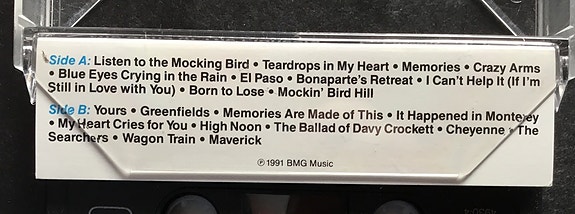 Side A: Listen to the Mocking Bird • Teardrops in My Heart • Memories • Crazy Arms
• Blue Eyes Crying in the Rain • El Paso • Bonaparte's Retreat • I Can't Help It (If I'm
Still in Love with You) • Born to Lose • Mockin' Bird Hill
Side B: Yours • Greenfields • Memories Are Made of This • It Happened in Monterey
• My Heart Cries for You • High Noon • The Ballad of Davy Crockett • Cheyenne • The
Searchers • Wagon Train • Maverick
℗ 1991 BMG Music